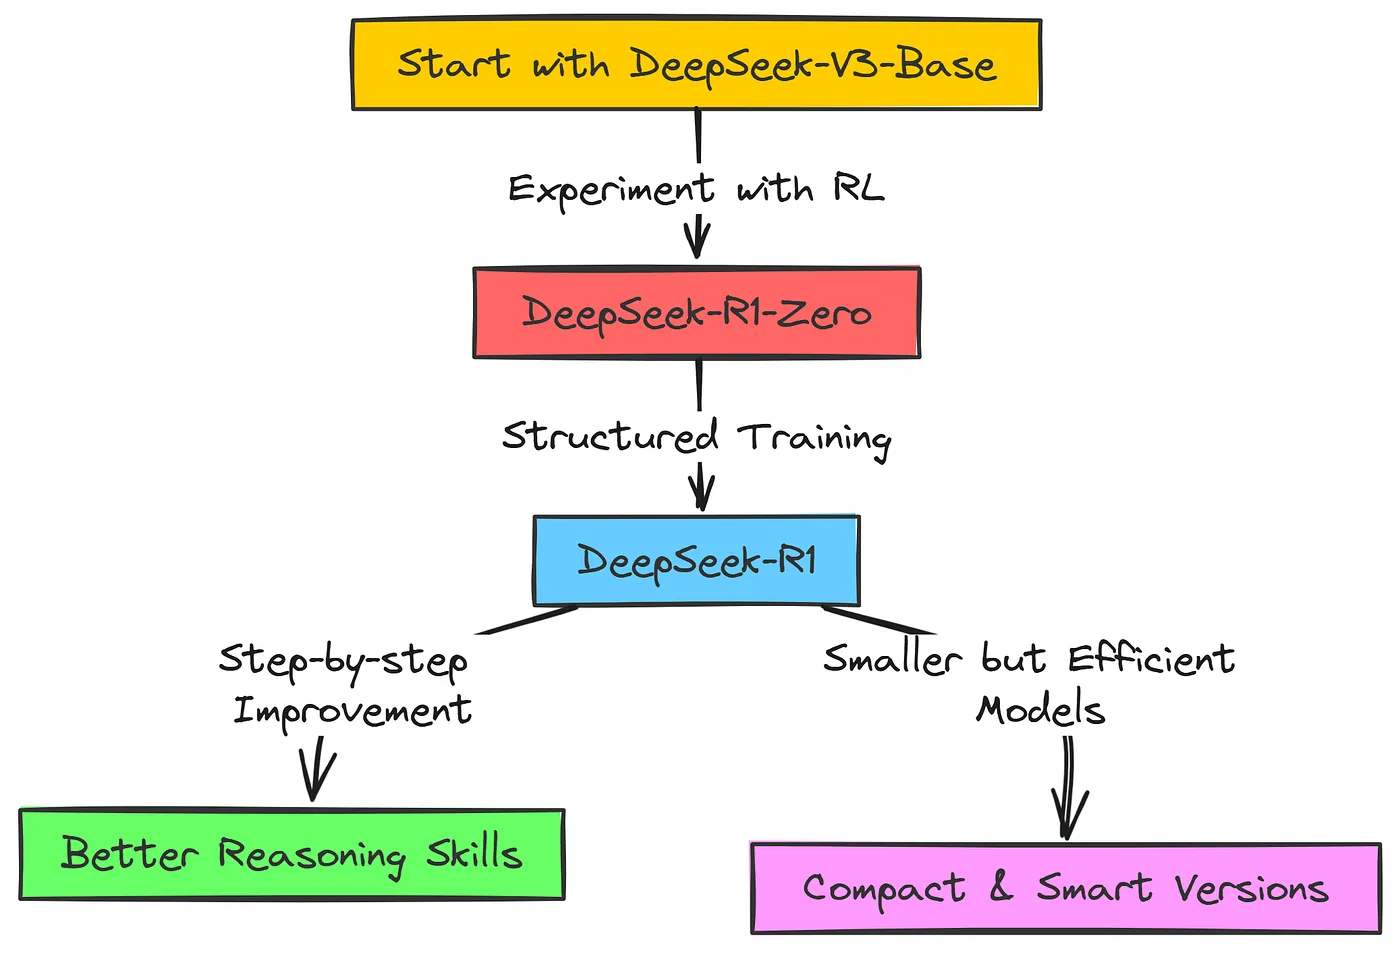 Start with DeepSeek-V3-Base
Experiment with RL
DeepSeek-R1-Zero
Structured Training
DeepSeek-R1
Step-by-step
Improvement
Smaller but Efficient
Models
Better Reasoning Skills
Compact & Smart Versions